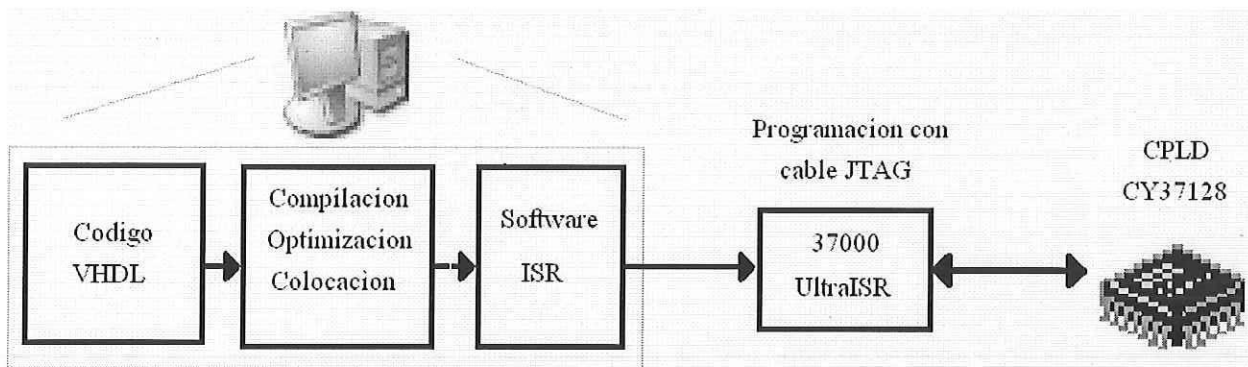 Codigo
VHDL
Compilacion
Optimizacion
Colocacion
Software
ISR
Programacion con
cable JTAG
37000
UltraISR
CPLD
CY37128